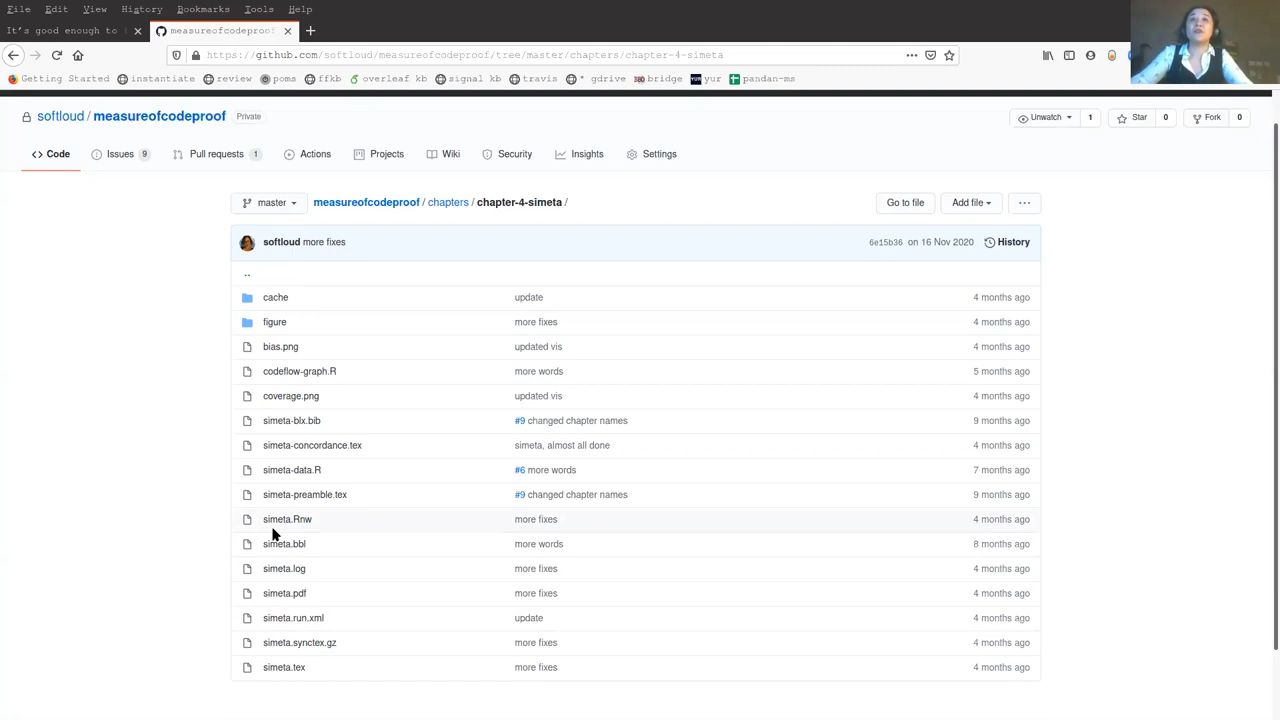 File Edit View History Bookmarks Tools Help
It's good enough to
measureofcodeproof
https://github.com/softloud/measureofcodeproof/tree/master/chapters/chapter-4-simeta
Getting Started instantiate review poms ffkb overleaf kb signal kb travis * gdrive bridge yur pandan-ms
softloud / measureofcodeproof Private
Unwatch 1 Star 0 Fork 0
Code Issues 9 Pull requests 1 Actions Projects Wiki Security Insights Settings
master measureofcodeproof / chapters / chapter-4-simeta / Go to file Add file ...
softloud more fixes 6e15b36 on 16 Nov 2020 History
..
cache update 4 months ago
figure more fixes 4 months ago
bias.png updated vis 4 months ago
codeflow-graph.R more words 5 months ago
coverage.png updated vis 4 months ago
simeta-blx.bib #9 changed chapter names 9 months ago
simeta-concordance.tex simeta, almost all done 4 months ago
simeta-data.R #6 more words 7 months ago
simeta-preamble.tex #9 changed chapter names 9 months ago
simeta.Rnw more fixes 4 months ago
simeta.bbl more words 8 months ago
simeta.log more fixes 4 months ago
simeta.pdf more fixes 4 months ago
simeta.run.xml update 4 months ago
simeta.synctex.gz more fixes 4 months ago
simeta.tex more fixes 4 months ago